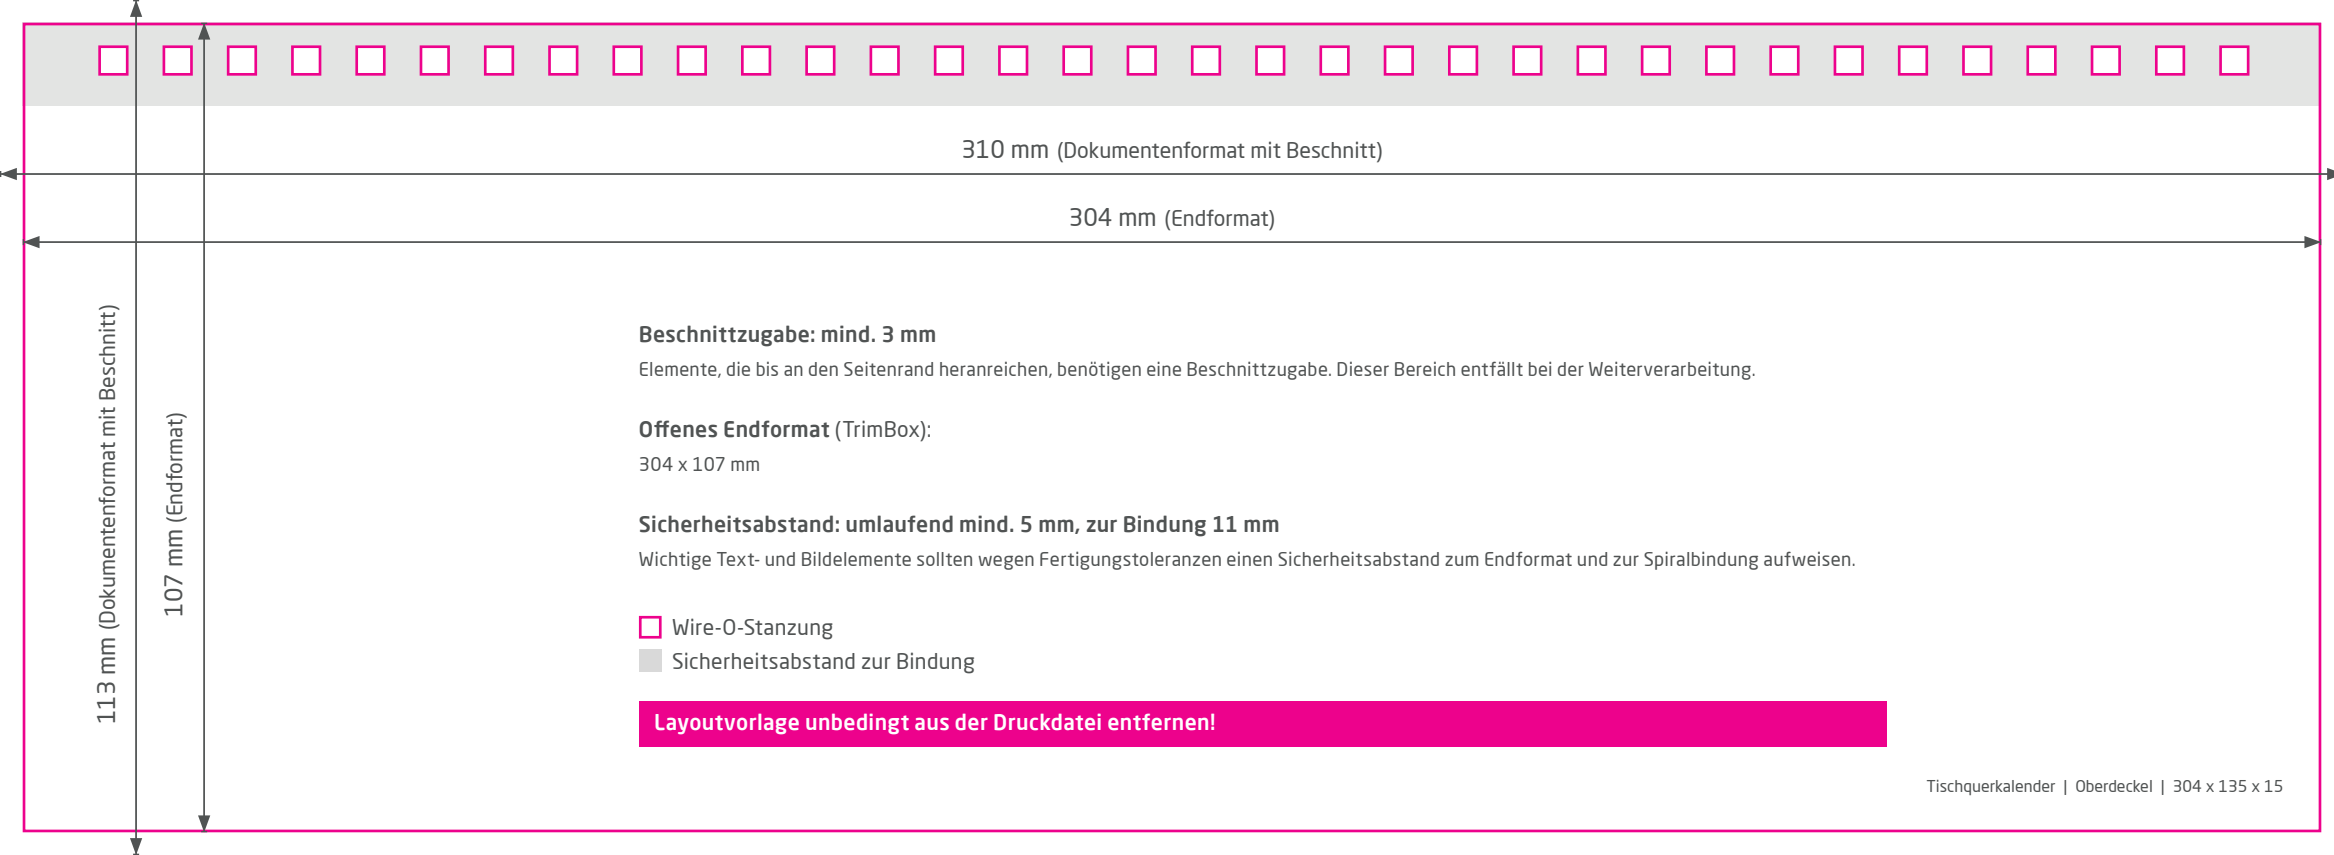 310 mm (Dokumentenformat mit Beschnitt)
304 mm (Endformat)
113 mm (Dokumentenformat mit Beschnitt)
107 mm (Endformat)
Beschnittzugabe: mind. 3 mm
Elemente, die bis an den Seitenrand heranreichen, benötigen eine Beschnittzugabe. Dieser Bereich entfällt bei der Weiterverarbeitung.
Offenes Endformat (TrimBox):
304 x 107 mm
Sicherheitsabstand: umlaufend mind. 5 mm, zur Bindung 11 mm
Wichtige Text- und Bildelemente sollten wegen Fertigungstoleranzen einen Sicherheitsabstand zum Endformat und zur Spiralbindung aufweisen.
Wire-O-Stanzung
Sicherheitsabstand zur Bindung
Layoutvorlage unbedingt aus der Druckdatei entfernen!
Tischquerkalender | Oberdeckel | 304 x 135 x 15